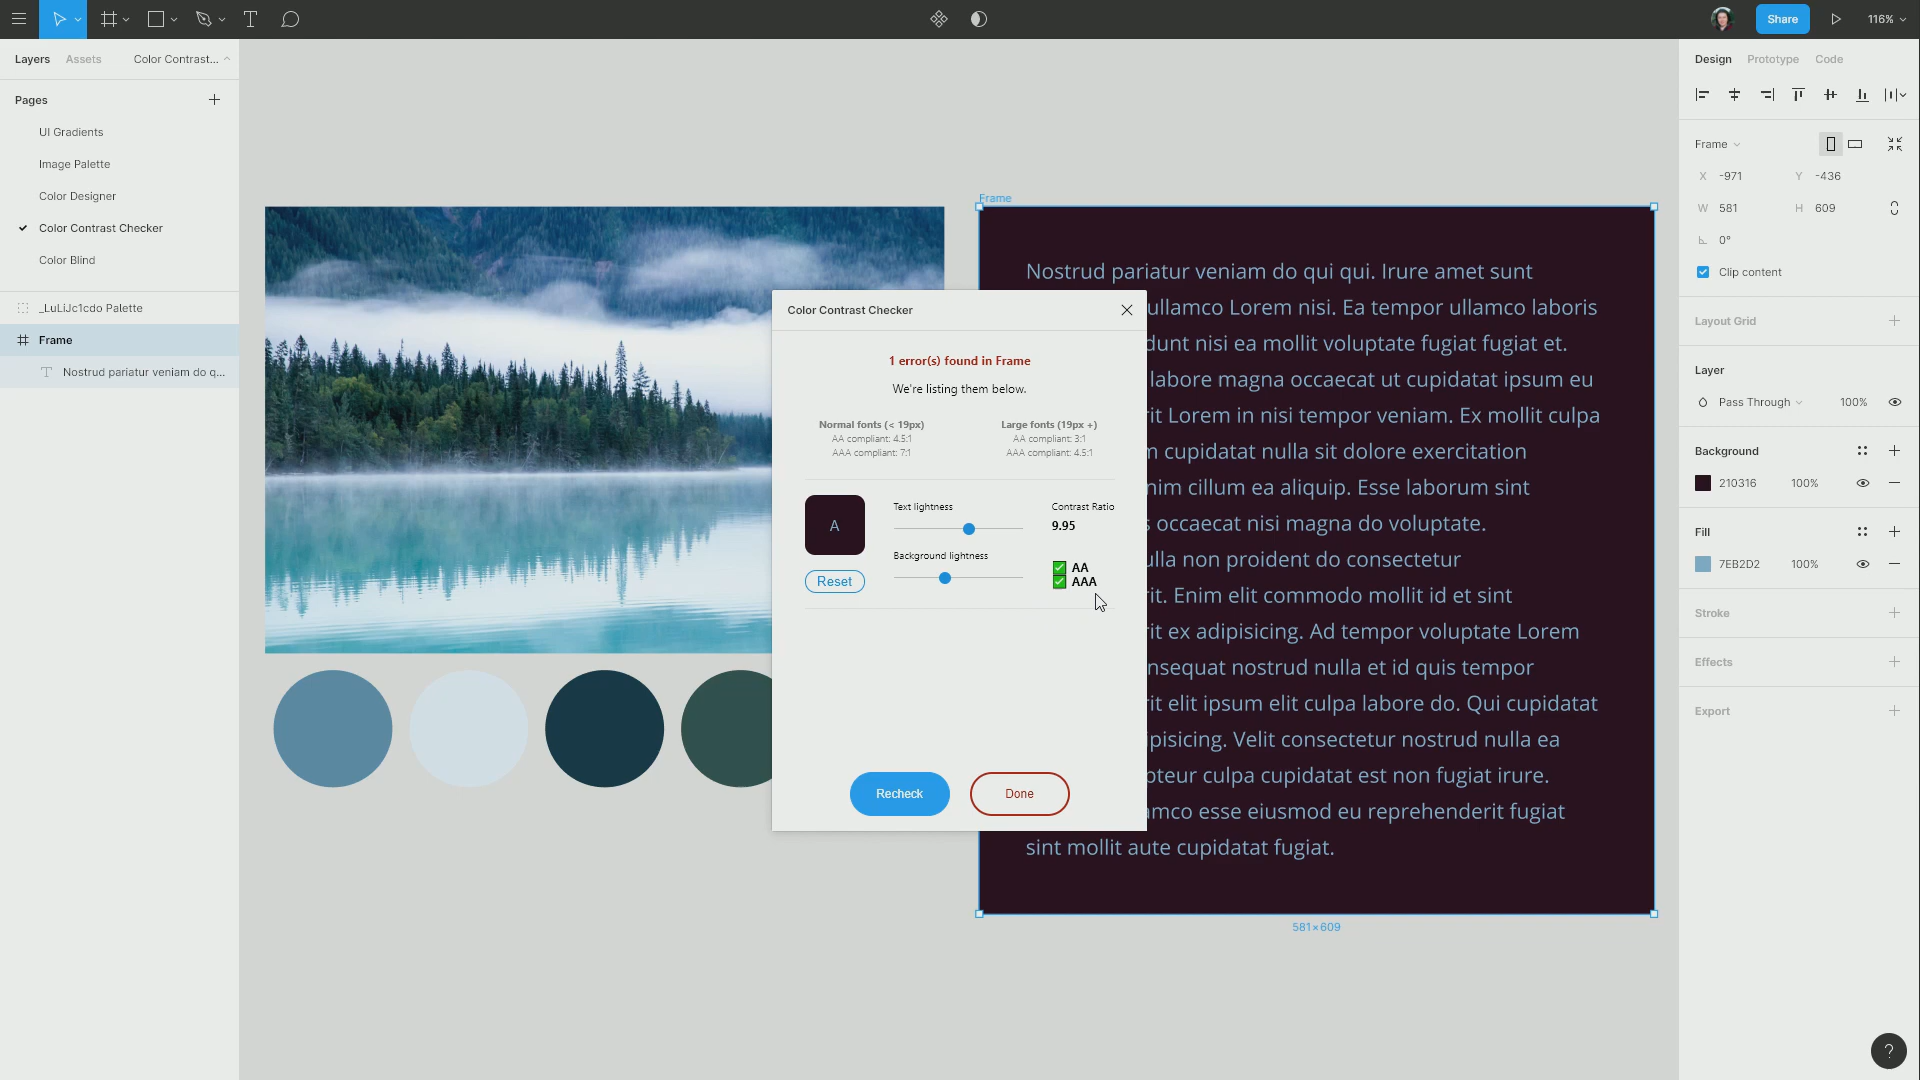 Share
116%
Layers
Assets
Color Contrast...
Pages
UI Gradients
Image Palette
Color Designer
Color Contrast Checker
Color Blind
_LuLiJc1cdo Palette
Frame
Nostrud pariatur veniam do q...
Frame
Nostrud pariatur veniam do qui qui. Irure amet sunt
ullamco Lorem nisi. Ea tempor ullamco laboris
dunt nisi ea mollit voluptate fugiat fugiat et.
labore magna occaecat ut cupidatat ipsum eu
it Lorem in nisi tempor veniam. Ex mollit culpa
cupidatat nulla sit dolore exercitation
nim cillum ea aliquip. Esse laborum sint
occaecat nisi magna do voluptate.
ulla non proident do consectetur
it. Enim elit commodo mollit id et sint
it ex adipisicing. Ad tempor voluptate Lorem
nsequat nostrud nulla et id quis tempor
it elit ipsum elit culpa labore do. Qui cupidatat
ipisicing. Velit consectetur nostrud nulla ea
pteur culpa cupidatat est non fugiat irure.
mco esse eiusmod eu reprehenderit fugiat
sint mollit aute cupidatat fugiat.
581×609
Color Contrast Checker
1 error(s) found in Frame
We're listing them below.
Normal fonts (< 19px)
AA compliant: 4.5:1
AAA compliant: 7:1
Large fonts (19px +)
AA compliant: 3:1
AAA compliant: 4.5:1
A
Reset
Text lightness
Background lightness
Contrast Ratio
9.95
AA
AAA
Recheck
Done
Design
Prototype
Code
Frame
X -971
Y -436
W 581
H 609
0°
Clip content
Layout Grid
Layer
Pass Through
100%
Background
210316
100%
Fill
7EB2D2
100%
Stroke
Effects
Export
?